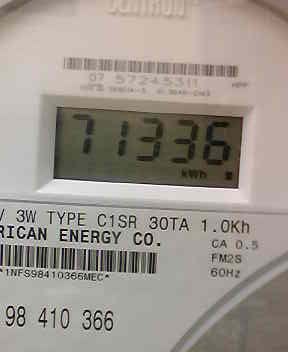 CENTRON
07 57245311
71336
kWh
V 3W TYPE C1SR 30TA 1.0Kh
RICAN ENERGY CO.
CA 0.5
FM2S
*1NFS98410366MEC*
60Hz
98 410 366